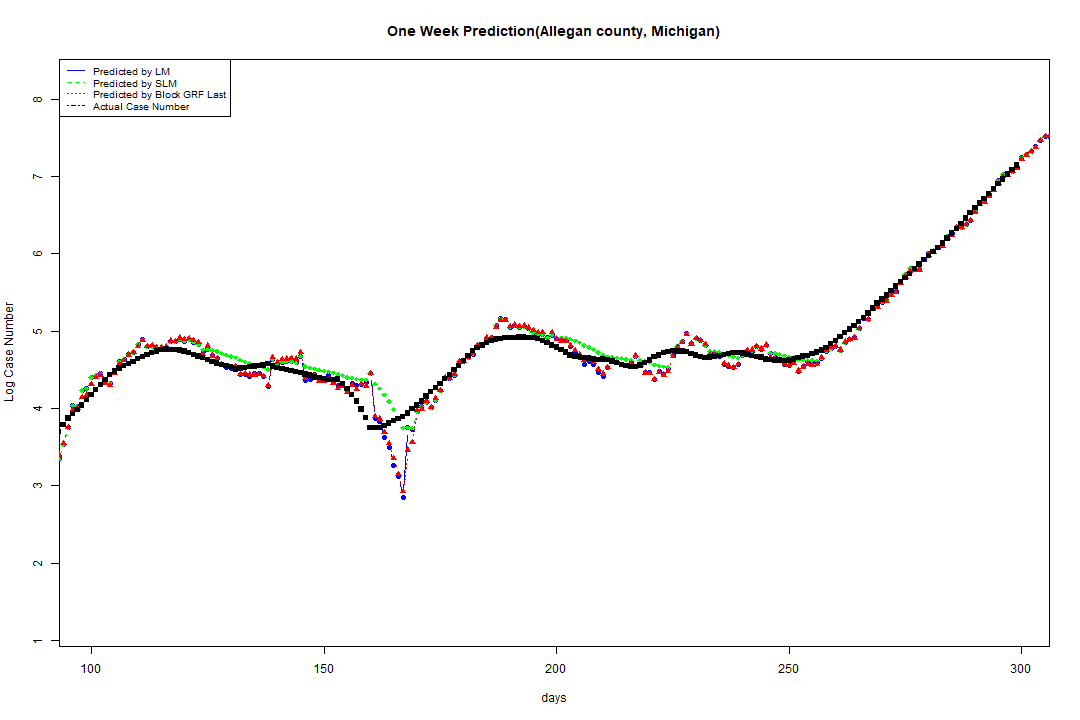 One Week Prediction(Allegan county, Michigan)
Predicted by LM
Predicted by SLM
Predicted by Block GRF Last
Actual Case Number
8
7
6
5
4
3
2
1
Log Case Number
100 150 200 250 300
days